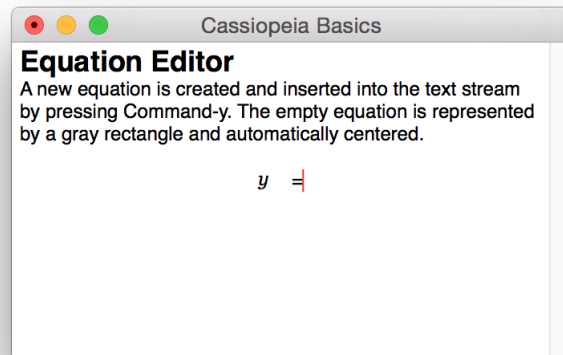 Cassiopeia Basics
Equation Editor
A new equation is created and inserted into the text stream
by pressing Command-y. The empty equation is represented
by a gray rectangle and automatically centered.
y =